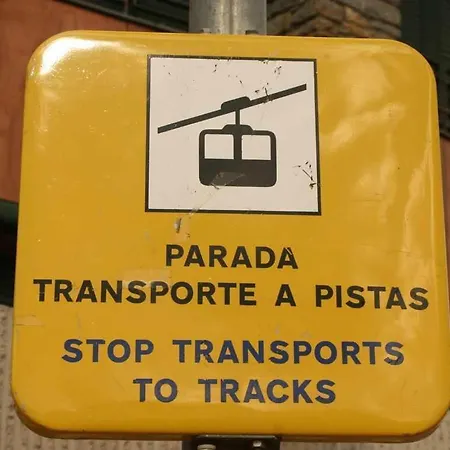 PARADA
TRANSPORTE A PISTAS
STOP TRANSPORTS
TO TRACKS